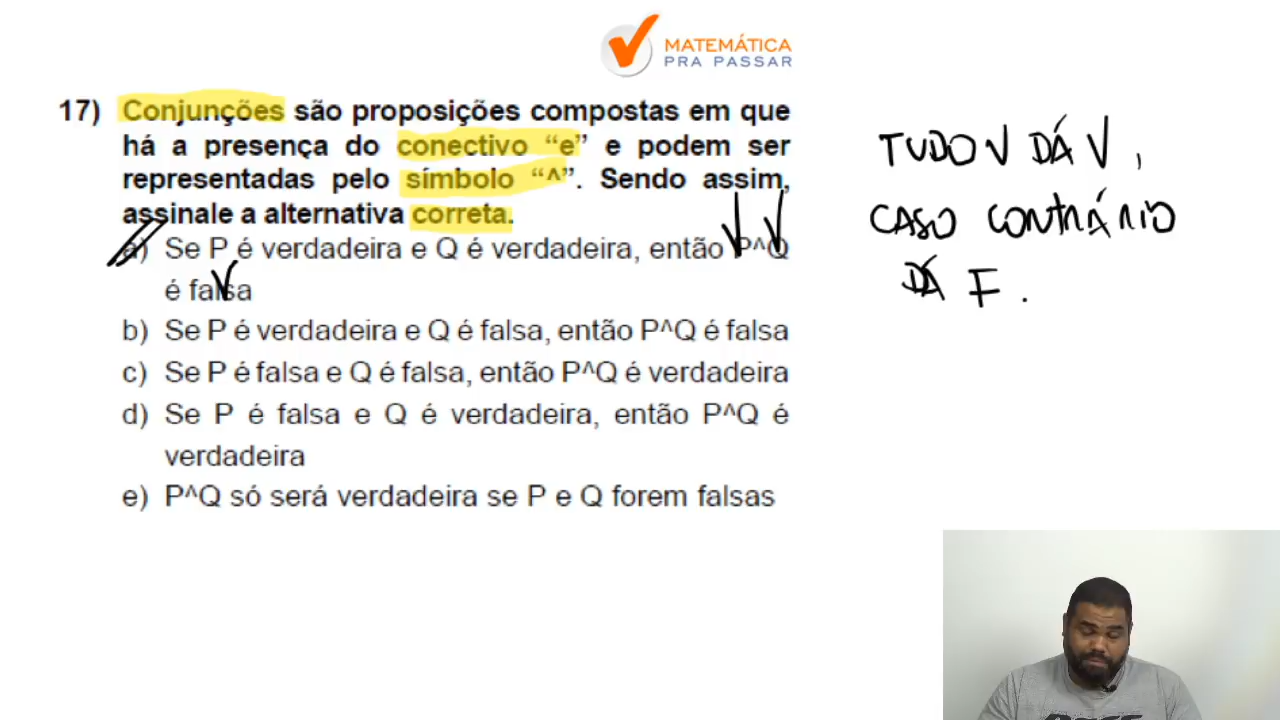 MATEMÁTICA
PRA PASSAR
17) Conjunções são proposições compostas em que
há a presença do conectivo “e” e podem ser
representadas pelo símbolo “^”. Sendo assim,
assinale a alternativa correta.
a) Se P é verdadeira e Q é verdadeira, então P^Q
é falsa
b) Se P é verdadeira e Q é falsa, então P^Q é falsa
c) Se P é falsa e Q é falsa, então P^Q é verdadeira
d) Se P é falsa e Q é verdadeira, então P^Q é
verdadeira
e) P^Q só será verdadeira se P e Q forem falsas
V V
V
TUDO V DÁ V,
CASO CONTRÁRIO
DÁ F.